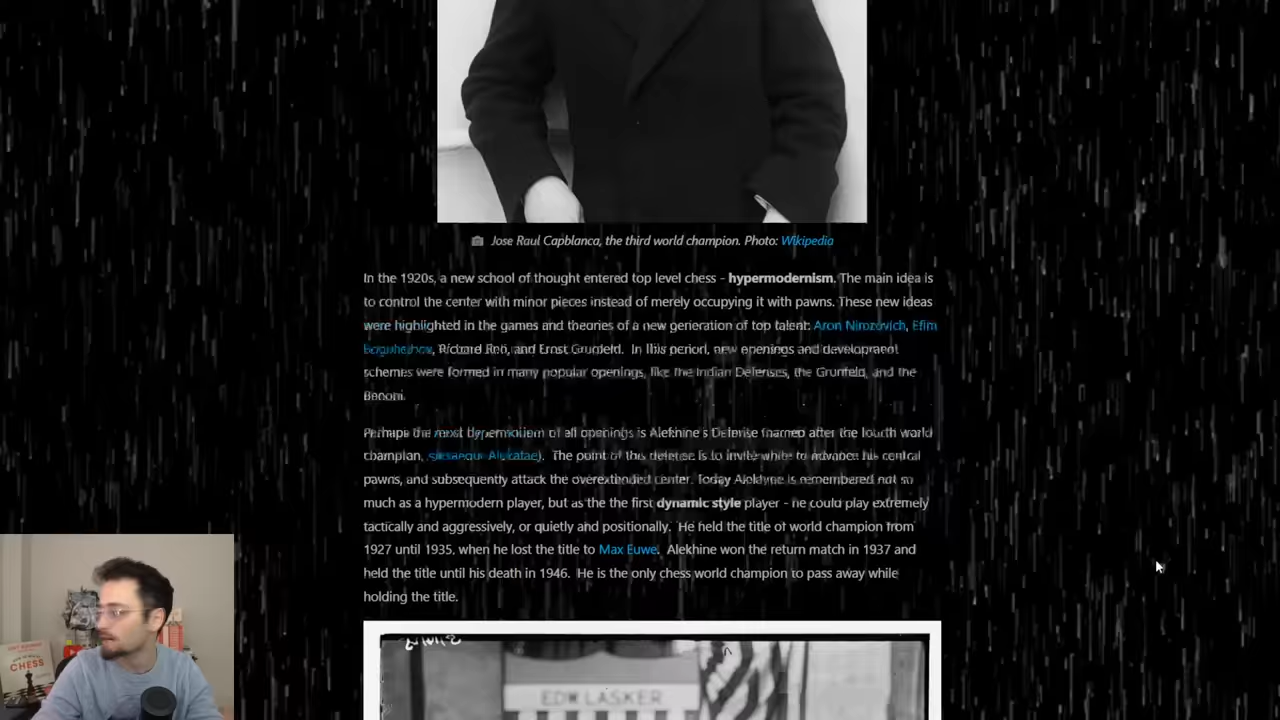 Jose Raul Capblanca, the third world champion. Photo: Wikipedia
In the 1920s, a new school of thought entered top level chess - hypermodernism. The main idea is
to control the center with minor pieces instead of merely occupying it with pawns. These new ideas
were highlighted in the games and theories of a new generation of top talent: Aron Nimzovich, Efim
and Ernst Grunfeld. In this period, new openings and development
schemes were formed in many popular openings, like the Indian Defenses, the Grunfeld, and the
Benoni.
Perhaps the most of all openings is Alekhine's Defense (named after the fourth world
champion, The point of this defense is to invite white to advance his central
pawns, and subsequently attack the overextended center. Today Alekhine is remembered not so
much as a hypermodern player, but as the the first dynamic style player - he could play extremely
tactically and aggressively, or quietly and positionally. He held the title of world champion from
1927 until 1935, when he lost the title to Max Euwe. Alekhine won the return match in 1937 and
held the title until his death in 1946. He is the only chess world champion to pass away while
holding the title.
EDW. LASKER
CHESS